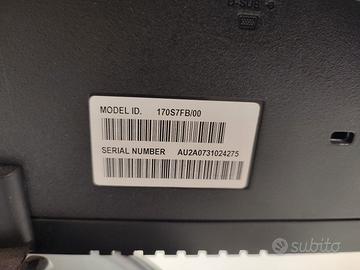 D-SUB
MODEL ID. 170S7FB/00
SERIAL NUMBER AU2A0731024275
subito